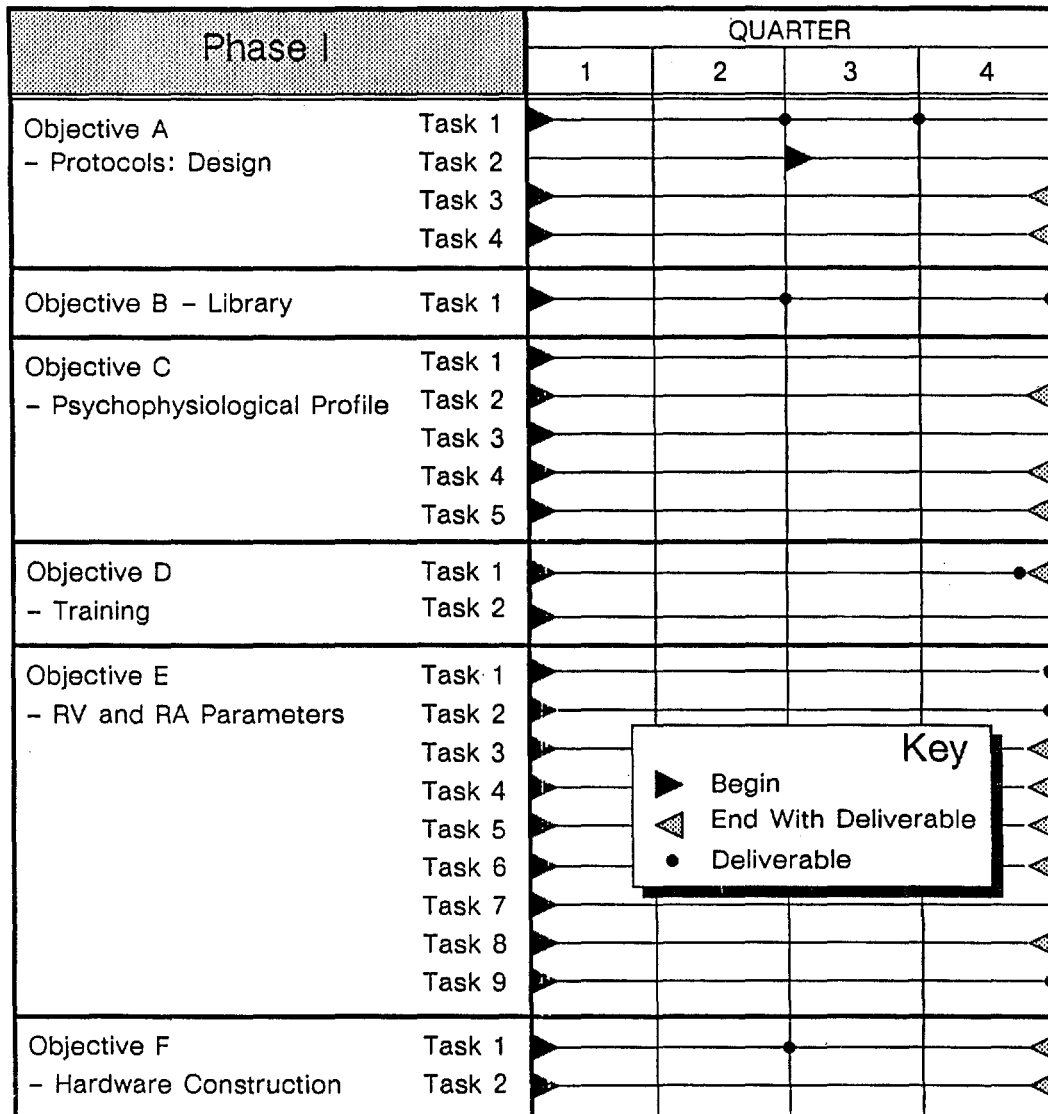 Phase I
QUARTER
1 2 3 4
Objective A Task 1
– Protocols: Design Task 2
Task 3
Task 4
Objective B – Library Task 1
Objective C Task 1
– Psychophysiological Profile Task 2
Task 3
Task 4
Task 5
Objective D Task 1
– Training Task 2
Objective E Task 1
– RV and RA Parameters Task 2
Task 3
Task 4
Task 5
Task 6
Task 7
Task 8
Task 9
Key
Begin
End With Deliverable
Deliverable
Objective F Task 1
– Hardware Construction Task 2